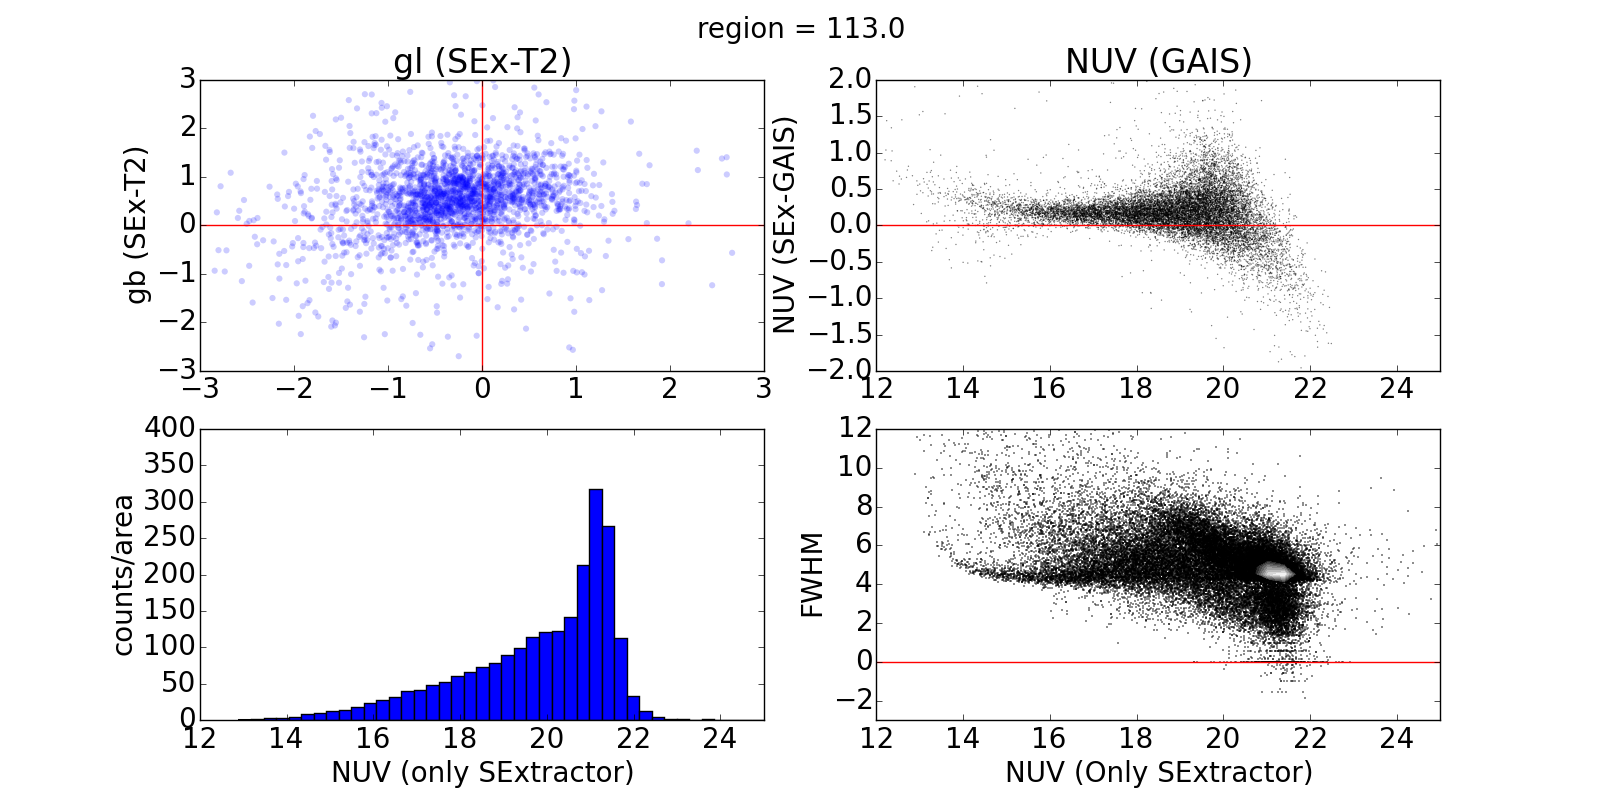 region = 113.0
gl (SEx-T2)
NUV (GAIS)
3
2
1
0
−1
−2
−3
gb (SEx-T2)
−3 −2 −1 0 1 2 3
2.0
1.5
1.0
0.5
0.0
−0.5
−1.0
−1.5
−2.0
NUV (SEx-GAIS)
12 14 16 18 20 22 24
400
350
300
250
200
150
100
50
0
counts/area
12 14 16 18 20 22 24
NUV (only SExtractor)
12
10
8
6
4
2
0
−2
FWHM
12 14 16 18 20 22 24
NUV (Only SExtractor)